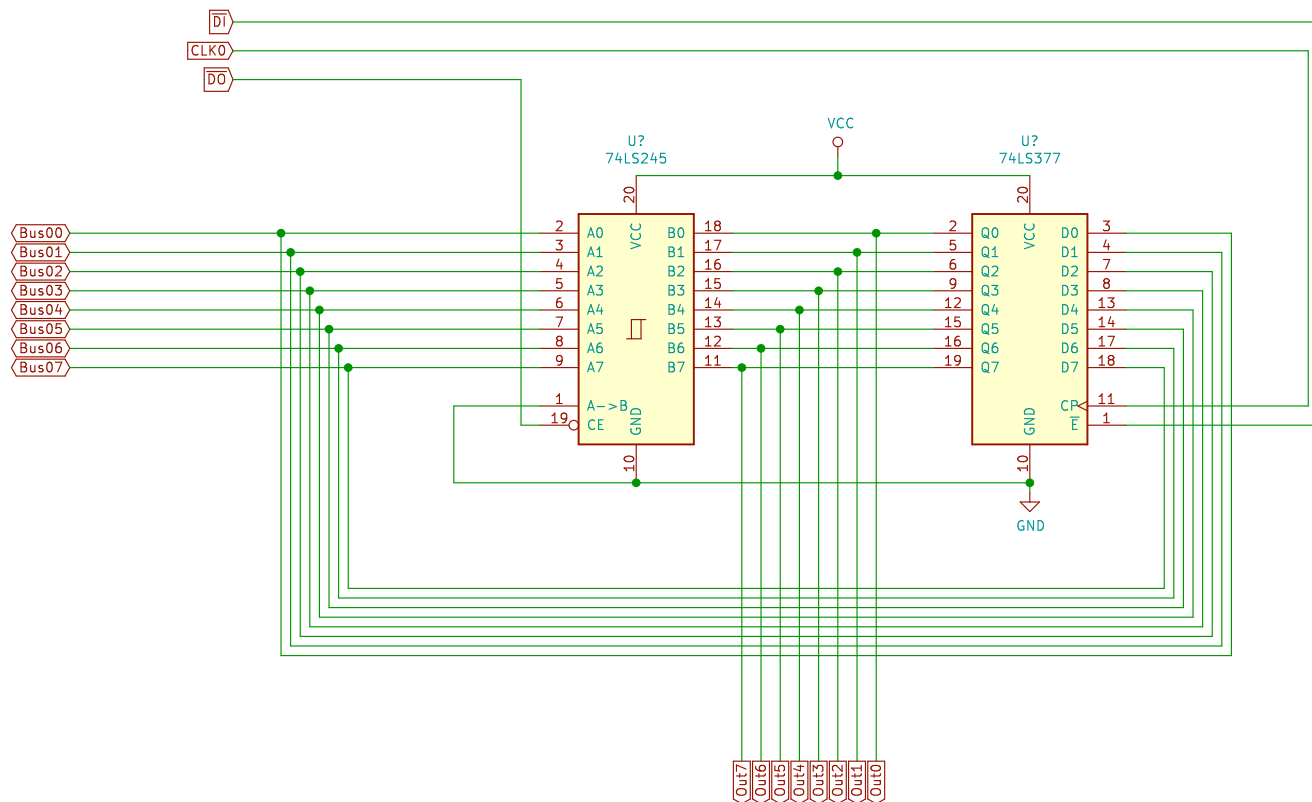 DI
CLK0
DO
VCC
U?
74LS245
U?
74LS377
20
20
Bus00
Bus01
Bus02
Bus03
Bus04
Bus05
Bus06
Bus07
2 A0 VCC B0 18
3 A1 B1 17
4 A2 B2 16
5 A3 B3 15
6 A4 B4 14
7 A5 B5 13
8 A6 B6 12
9 A7 B7 11
1 A->B
19 CE GND
10
2 Q0 VCC D0 3
5 Q1 D1 4
6 Q2 D2 7
9 Q3 D3 8
12 Q4 D4 13
15 Q5 D5 14
16 Q6 D6 17
19 Q7 D7 18
CP 11
GND E 1
10
GND
Out7
Out6
Out5
Out4
Out3
Out2
Out1
Out0